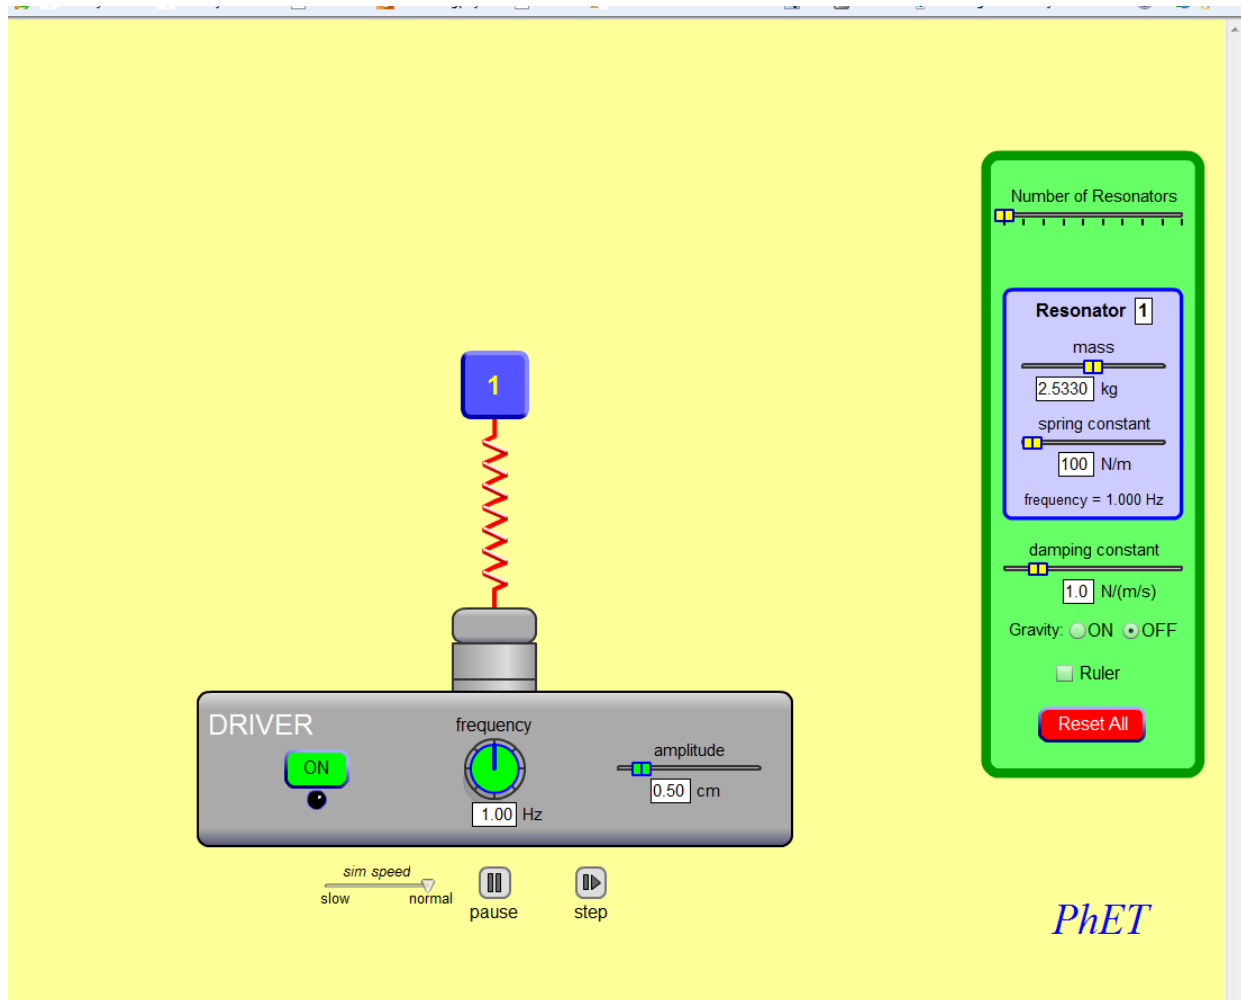 Number of Resonators
Resonator 1
mass
2.5330 kg
spring constant
100 N/m
frequency = 1.000 Hz
damping constant
1.0 N/(m/s)
Gravity: ON OFF
Ruler
Reset All
1
DRIVER
ON
frequency
1.00 Hz
amplitude
0.50 cm
sim speed
slow normal
pause
step
PhET